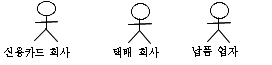 신용카드 회사
택배 회사
납품 업자